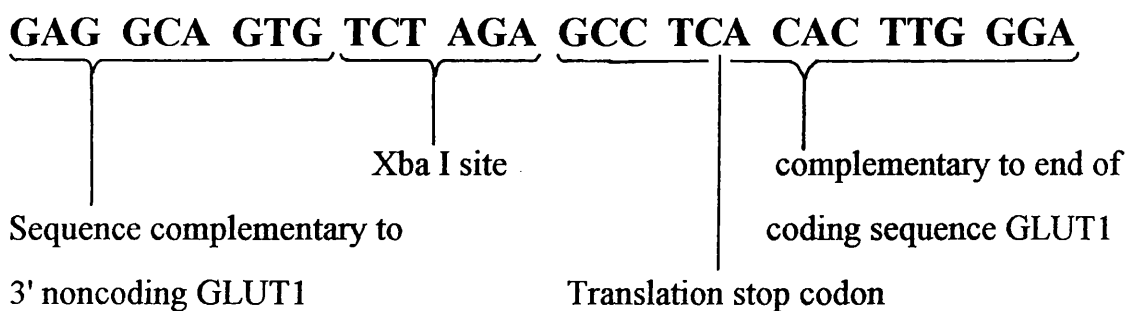 GAG GCA GTG TCT AGA GCC TCA CAC TTG GGA
Xba I site
complementary to end of
Sequence complementary to
coding sequence GLUT1
3' noncoding GLUT1
Translation stop codon